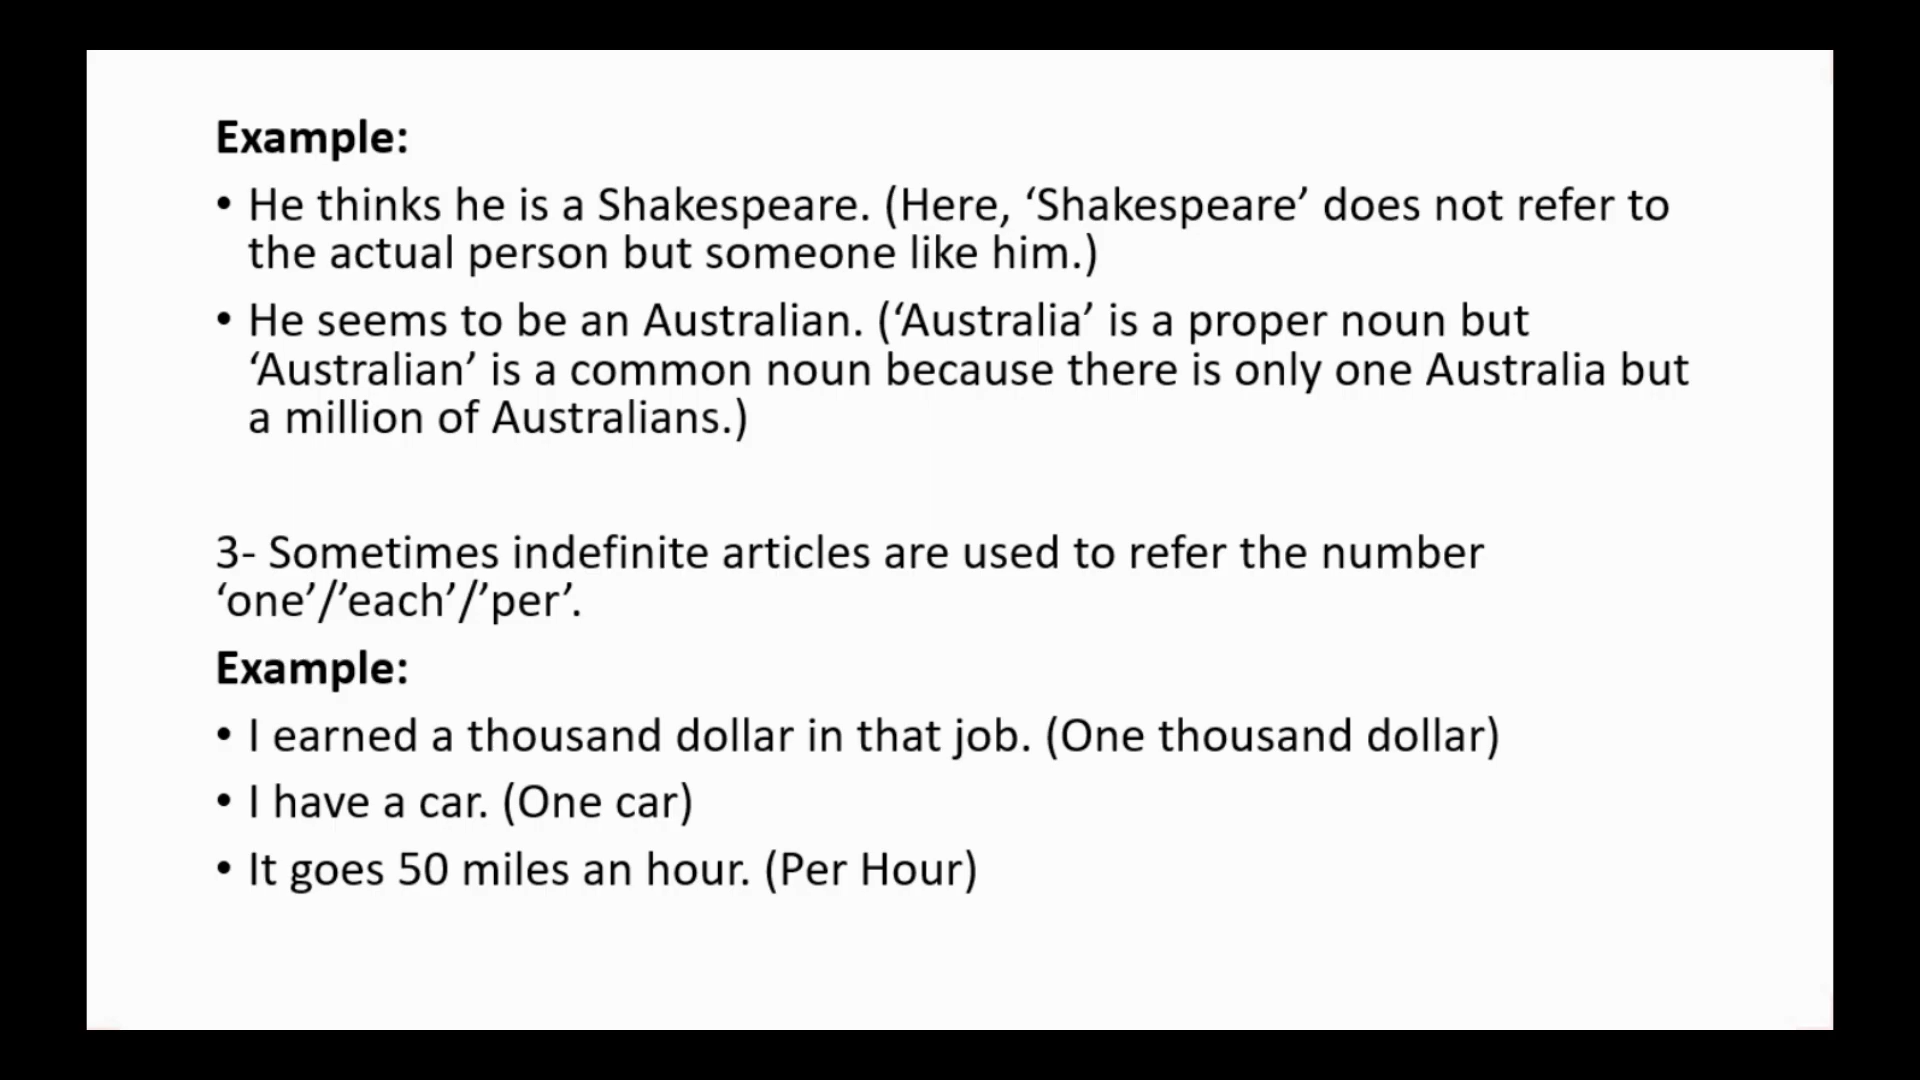 Example:
• He thinks he is a Shakespeare. (Here, ‘Shakespeare’ does not refer to
the actual person but someone like him.)
• He seems to be an Australian. (‘Australia’ is a proper noun but
‘Australian’ is a common noun because there is only one Australia but
a million of Australians.)
3- Sometimes indefinite articles are used to refer the number
‘one’/’each’/’per’.
Example:
• I earned a thousand dollar in that job. (One thousand dollar)
• I have a car. (One car)
• It goes 50 miles an hour. (Per Hour)